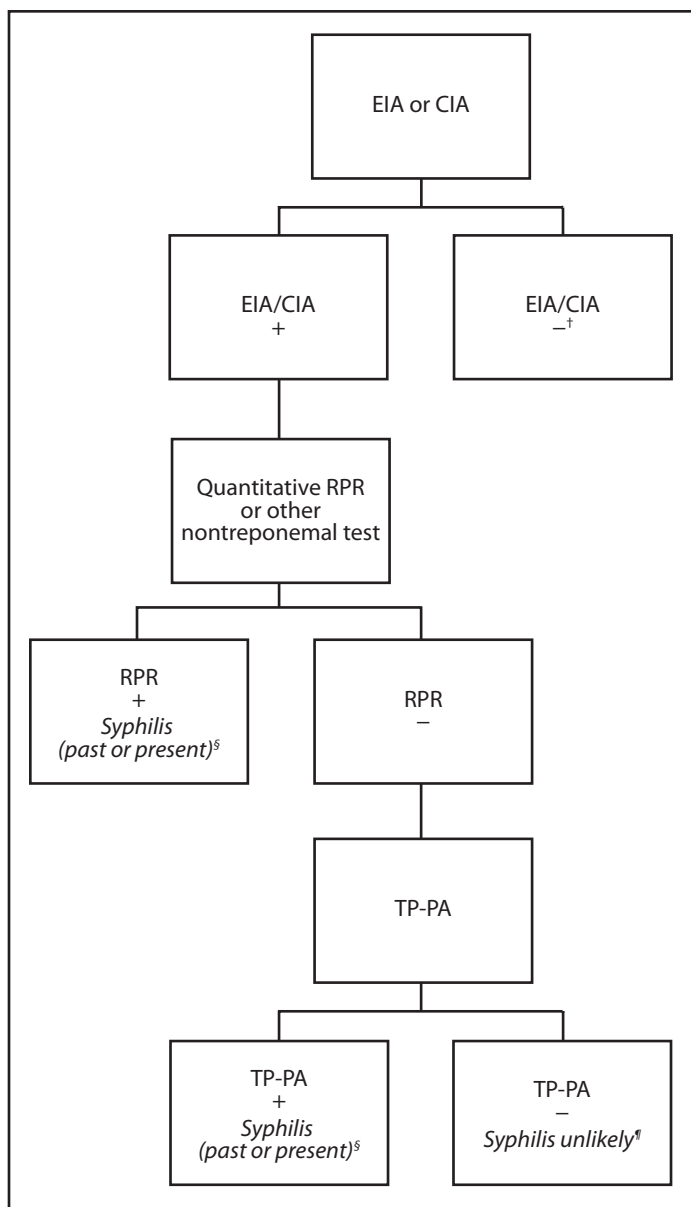 EIA or CIA
EIA/CIA
+
EIA/CIA
−†
Quantitative RPR
or other
nontreponemal test
RPR
+
Syphilis
(past or present)§
RPR
−
TP-PA
TP-PA
+
Syphilis
(past or present)§
TP-PA
−
Syphilis unlikely¶